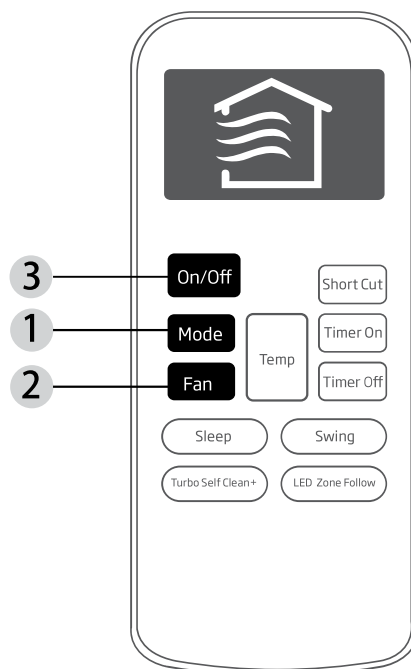 3
On/Off
Short Cut
1
Mode
Timer On
Temp
2
Fan
Timer Off
Sleep
Swing
Turbo Self Clean+
LED Zone Follow